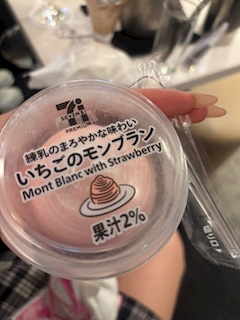 7
SEVEN & i
PREMIUM
練乳のまろやかな味わい
いちごのモンブラン
Mont Blanc with Strawberry
果汁2%